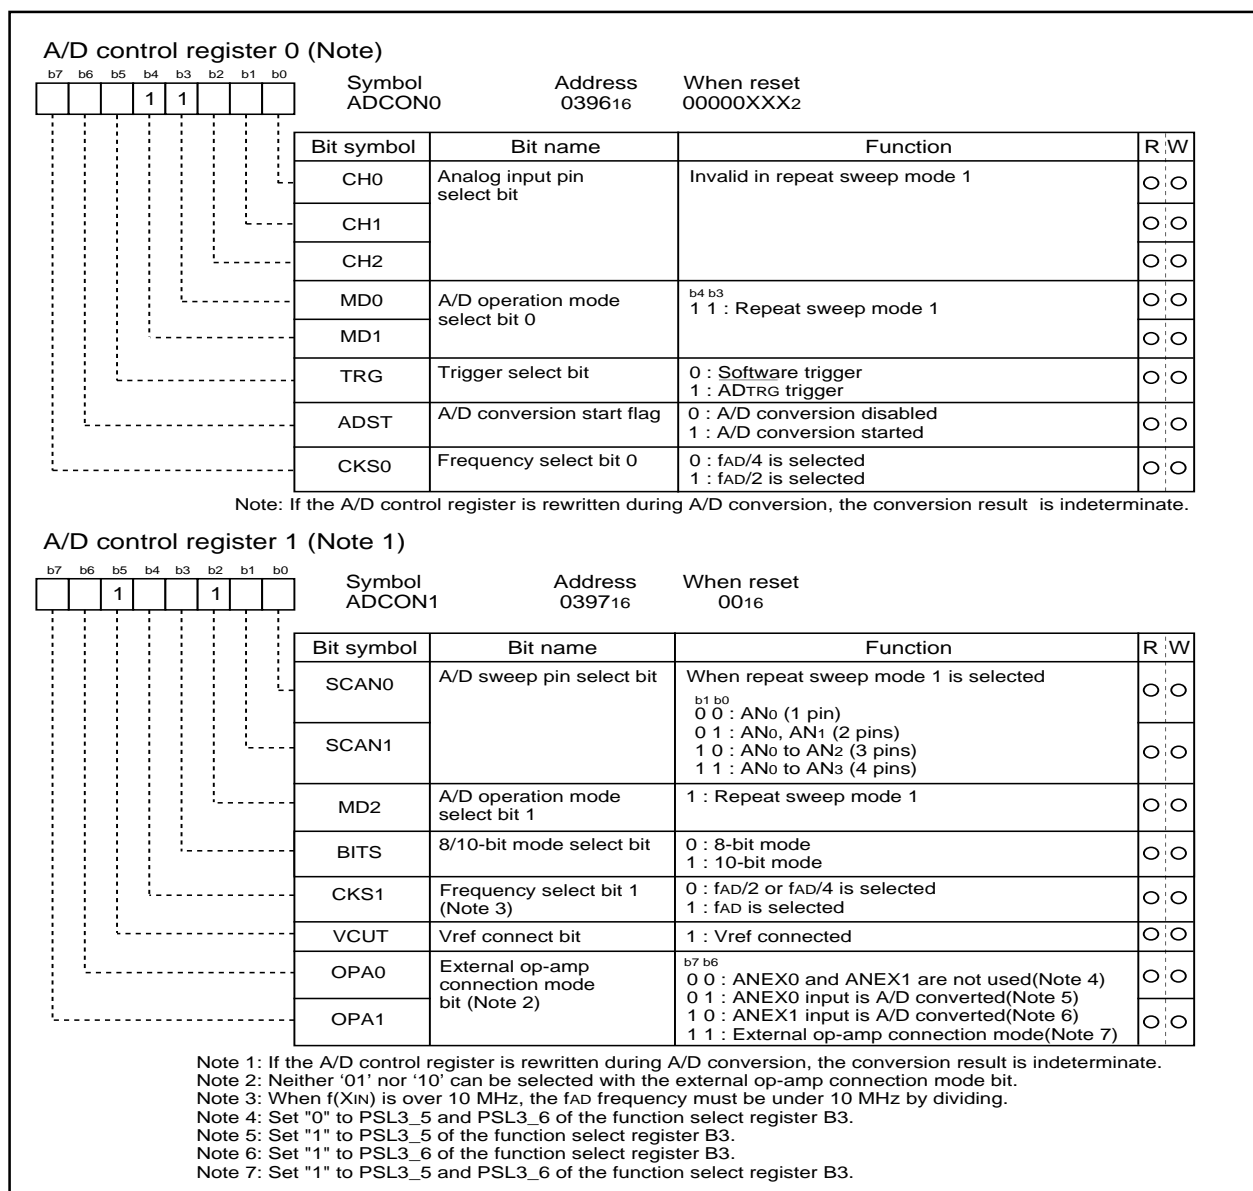 A/D control register 0 (Note)
b7 b6 b5 b4 b3 b2 b1 b0
1 1
Symbol Address When reset
ADCON0 039616 00000XXX2
Bit symbol Bit name Function R W
CH0 Analog input pin select bit Invalid in repeat sweep mode 1 O O
CH1 O O
CH2 O O
MD0 A/D operation mode select bit 0 b4 b3
1 1 : Repeat sweep mode 1 O O
MD1 O O
TRG Trigger select bit 0 : Software trigger
1 : ADTRG trigger O O
ADST A/D conversion start flag 0 : A/D conversion disabled
1 : A/D conversion started O O
CKS0 Frequency select bit 0 0 : fAD/4 is selected
1 : fAD/2 is selected O O
Note: If the A/D control register is rewritten during A/D conversion, the conversion result is indeterminate.
A/D control register 1 (Note 1)
b7 b6 b5 b4 b3 b2 b1 b0
1 1
Symbol Address When reset
ADCON1 039716 0016
Bit symbol Bit name Function R W
SCAN0 A/D sweep pin select bit When repeat sweep mode 1 is selected O O
b1 b0
0 0 : AN0 (1 pin)
0 1 : AN0, AN1 (2 pins)
SCAN1 1 0 : AN0 to AN2 (3 pins) O O
1 1 : AN0 to AN3 (4 pins)
MD2 A/D operation mode select bit 1 1 : Repeat sweep mode 1 O O
BITS 8/10-bit mode select bit 0 : 8-bit mode
1 : 10-bit mode O O
CKS1 Frequency select bit 1 (Note 3) 0 : fAD/2 or fAD/4 is selected
1 : fAD is selected O O
VCUT Vref connect bit 1 : Vref connected O O
OPA0 External op-amp connection mode bit (Note 2) b7 b6
0 0 : ANEX0 and ANEX1 are not used(Note 4) O O
0 1 : ANEX0 input is A/D converted(Note 5)
OPA1 1 0 : ANEX1 input is A/D converted(Note 6) O O
1 1 : External op-amp connection mode(Note 7)
Note 1: If the A/D control register is rewritten during A/D conversion, the conversion result is indeterminate.
Note 2: Neither ‘01’ nor ‘10’ can be selected with the external op-amp connection mode bit.
Note 3: When f(XIN) is over 10 MHz, the fAD frequency must be under 10 MHz by dividing.
Note 4: Set "0" to PSL3_5 and PSL3_6 of the function select register B3.
Note 5: Set "1" to PSL3_5 of the function select register B3.
Note 6: Set "1" to PSL3_6 of the function select register B3.
Note 7: Set "1" to PSL3_5 and PSL3_6 of the function select register B3.